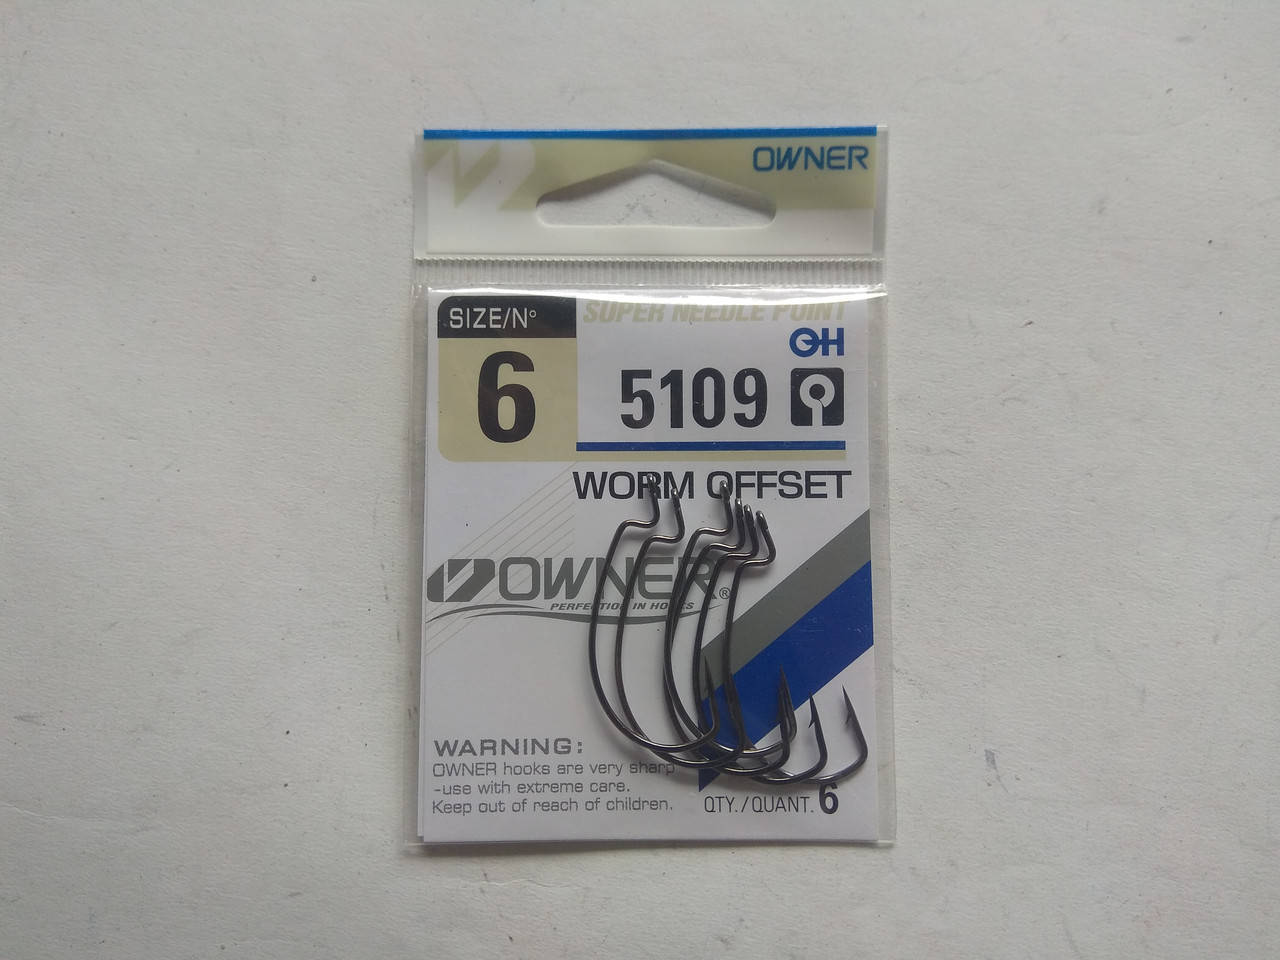 OWNER
SIZE/N°
SUPER NEEDLE POINT
6
5109
WORM OFFSET
OWNER®
PERFECTION IN HOOKS
WARNING:
OWNER hooks are very sharp
-use with extreme care.
Keep out of reach of children.
QTY./QUANT. 6